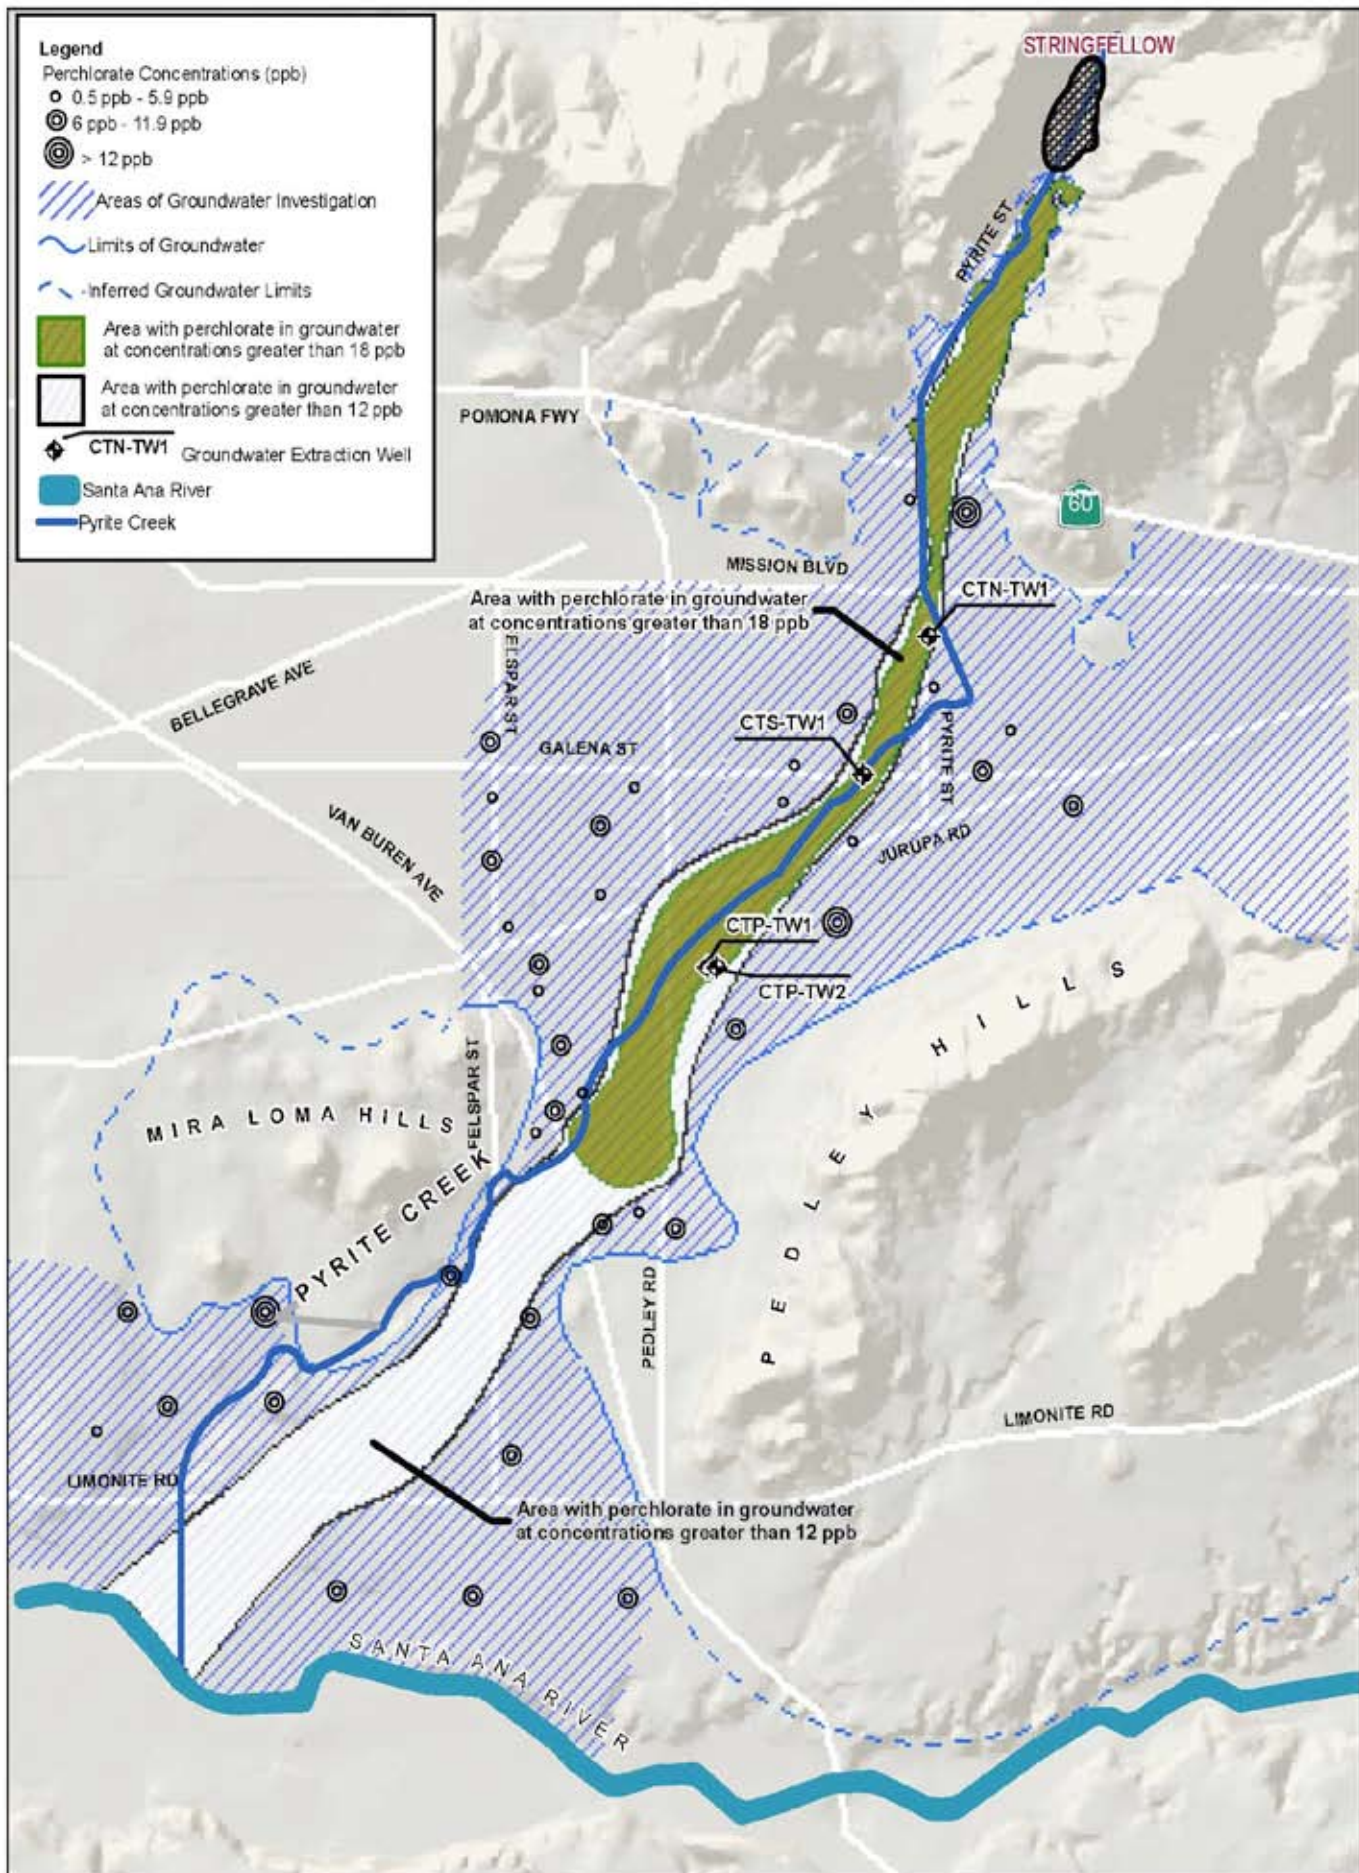 Legend
Perchlorate Concentrations (ppb)
0.5 ppb - 5.9 ppb
6 ppb - 11.9 ppb
> 12 ppb
Areas of Groundwater Investigation
Limits of Groundwater
Inferred Groundwater Limits
Area with perchlorate in groundwater
at concentrations greater than 18 ppb
Area with perchlorate in groundwater
at concentrations greater than 12 ppb
CTN-TW1 Groundwater Extraction Well
Santa Ana River
Pyrite Creek
STRINGFELLOW
PYRITE ST
POMONA FWY
60
MISSION BLVD
CTN-TW1
Area with perchlorate in groundwater
at concentrations greater than 18 ppb
ELSPAR ST
BELLEGRAVE AVE
CTS-TW1
PYRITE ST
GALENA ST
VAN BUREN AVE
JURUPA RD
CTP-TW1
CTP-TW2
PEDLEY HILLS
FELSPAR ST
MIRA LOMA HILLS
PYRITE CREEK
PEDLEY RD
LIMONITE RD
LIMONITE RD
Area with perchlorate in groundwater
at concentrations greater than 12 ppb
SANTA ANA RIVER